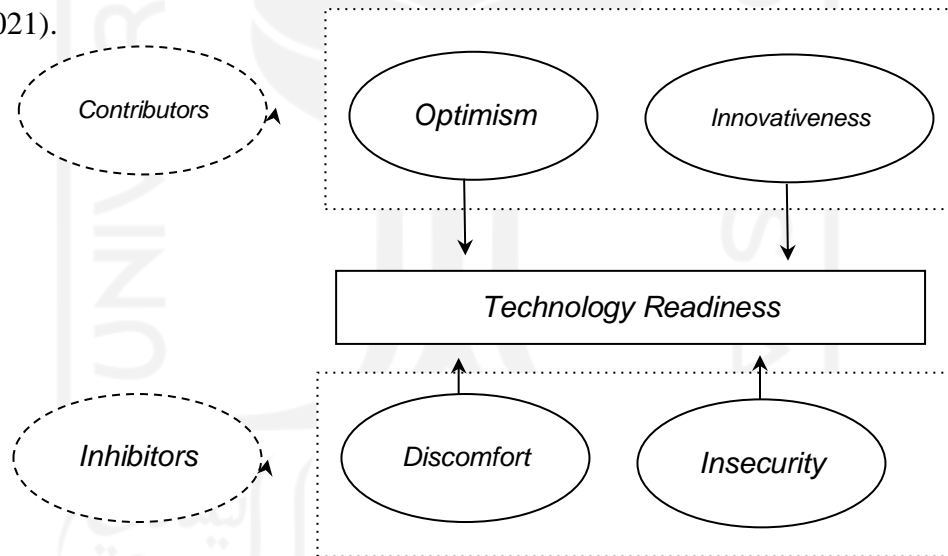 021).
Contributors
Optimism
Innovativeness
Technology Readiness
Inhibitors
Discomfort
Insecurity